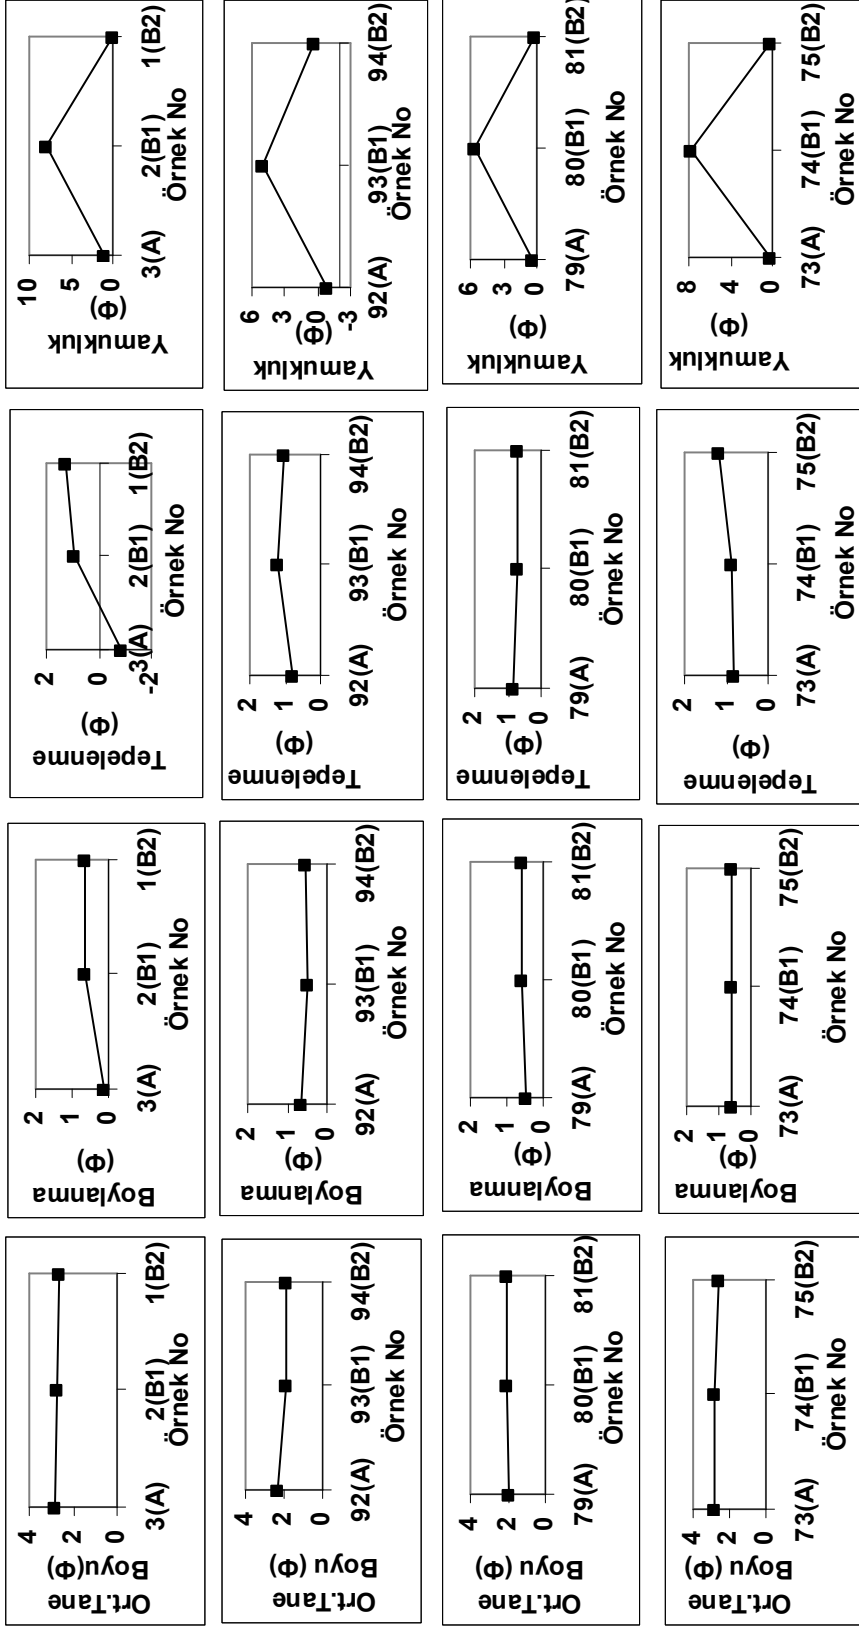 Ort.Tane
Boyu(Φ)
4
2
0
3(A) 2(B1) 1(B2)
Örnek No
Boylanma
(Φ)
2
1
0
3(A) 2(B1) 1(B2)
Örnek No
Tepelenme
(Φ)
2
0
-2
3(A) 2(B1) 1(B2)
Örnek No
Yamukluk
(Φ)
10
5
0
3(A) 2(B1) 1(B2)
Örnek No
Ort.Tane
Boyu (Φ)
4
2
0
92(A) 93(B1) 94(B2)
Örnek No
Boylanma
(Φ)
2
1
0
92(A) 93(B1) 94(B2)
Örnek No
Tepelenme
(Φ)
2
1
0
92(A) 93(B1) 94(B2)
Örnek No
Yamukluk
(Φ)
6
3
0
-3
92(A) 93(B1) 94(B2)
Örnek No
Ort.Tane
Boyu (Φ)
4
2
0
79(A) 80(B1) 81(B2)
Örnek No
Boylanma
(Φ)
2
1
0
79(A) 80(B1) 81(B2)
Örnek No
Tepelenme
(Φ)
2
1
0
79(A) 80(B1) 81(B2)
Örnek No
Yamukluk
(Φ)
6
3
0
79(A) 80(B1) 81(B2)
Örnek No
Ort.Tane
Boyu (Φ)
4
2
0
73(A) 74(B1) 75(B2)
Örnek No
Boylanma
(Φ)
2
1
0
73(A) 74(B1) 75(B2)
Örnek No
Tepelenme
(Φ)
2
1
0
73(A) 74(B1) 75(B2)
Örnek No
Yamukluk
(Φ)
8
4
0
73(A) 74(B1) 75(B2)
Örnek No